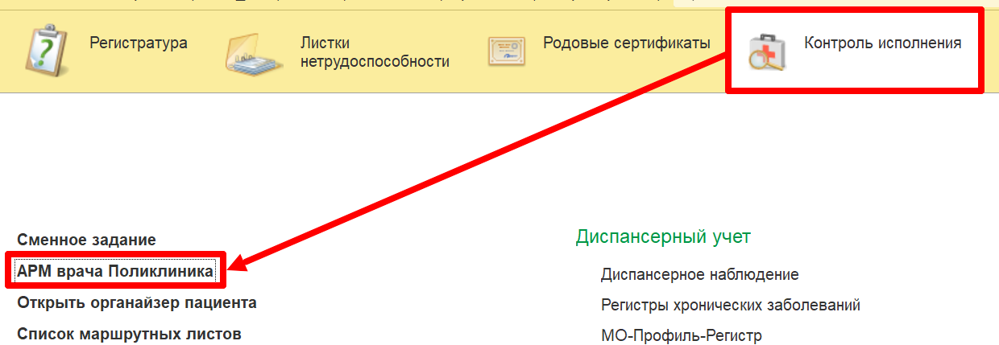 Регистратура
Листки
нетрудоспособности
Родовые сертификаты
Контроль исполнения
Сменное задание
АРМ врача Поликлиника
Открыть органайзер пациента
Список маршрутных листов
Диспансерный учет
Диспансерное наблюдение
Регистры хронических заболеваний
МО-Профиль-Регистр